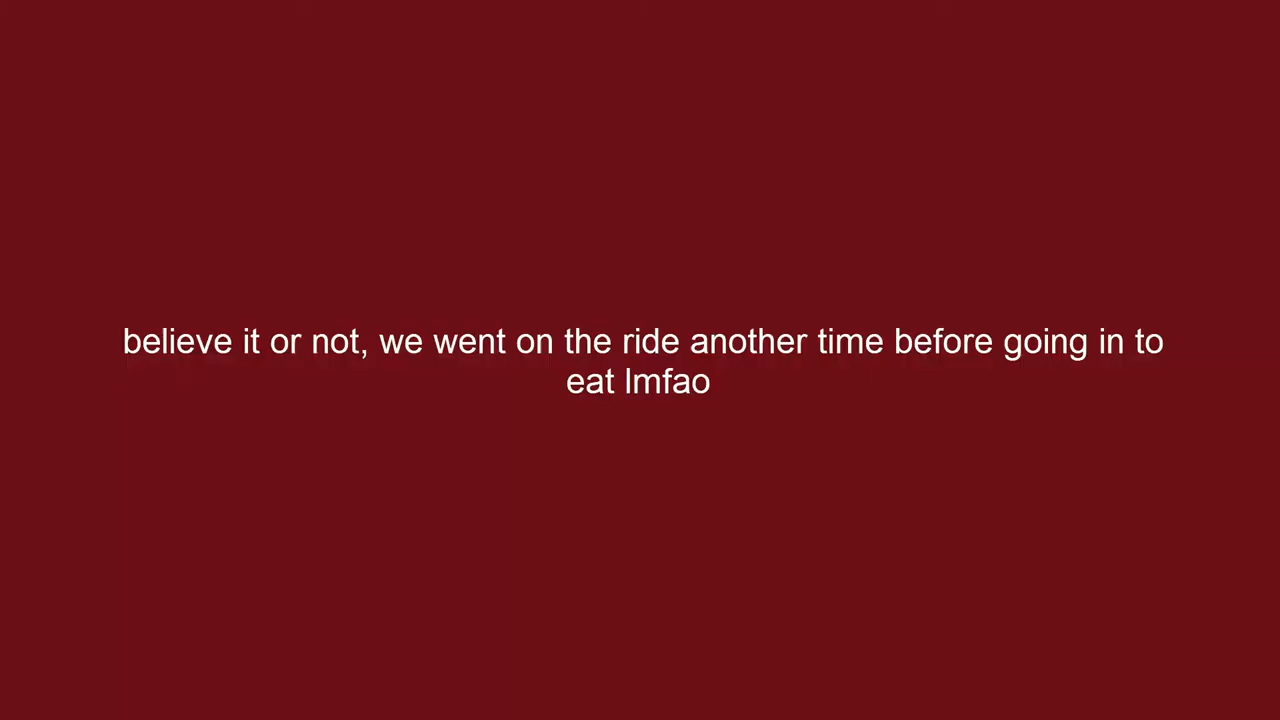 believe it or not, we went on the ride another time before going in to
eat lmfao